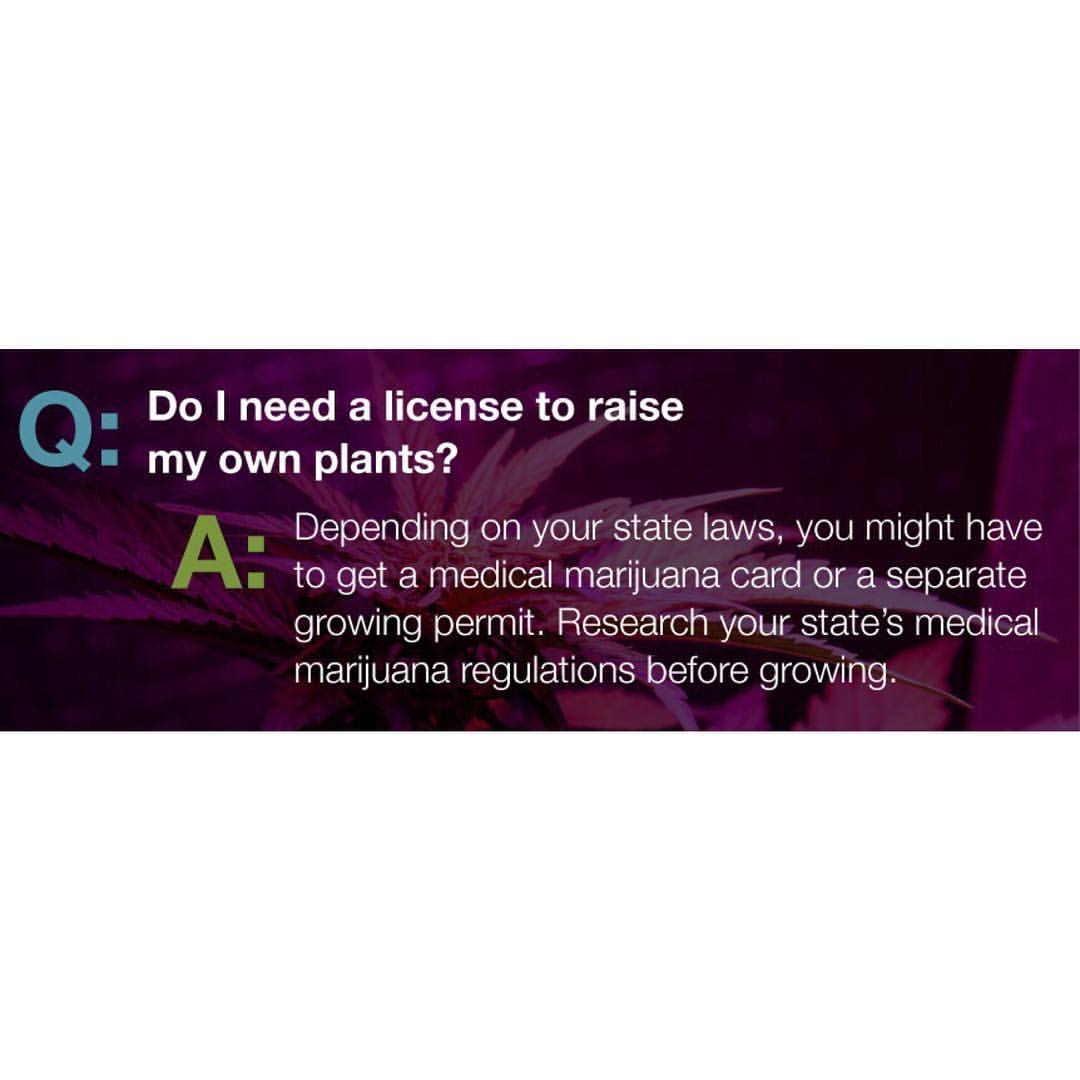 Q: Do I need a license to raise
my own plants?
A: Depending on your state laws, you might have
to get a medical marijuana card or a separate
growing permit. Research your state's medical
marijuana regulations before growing.